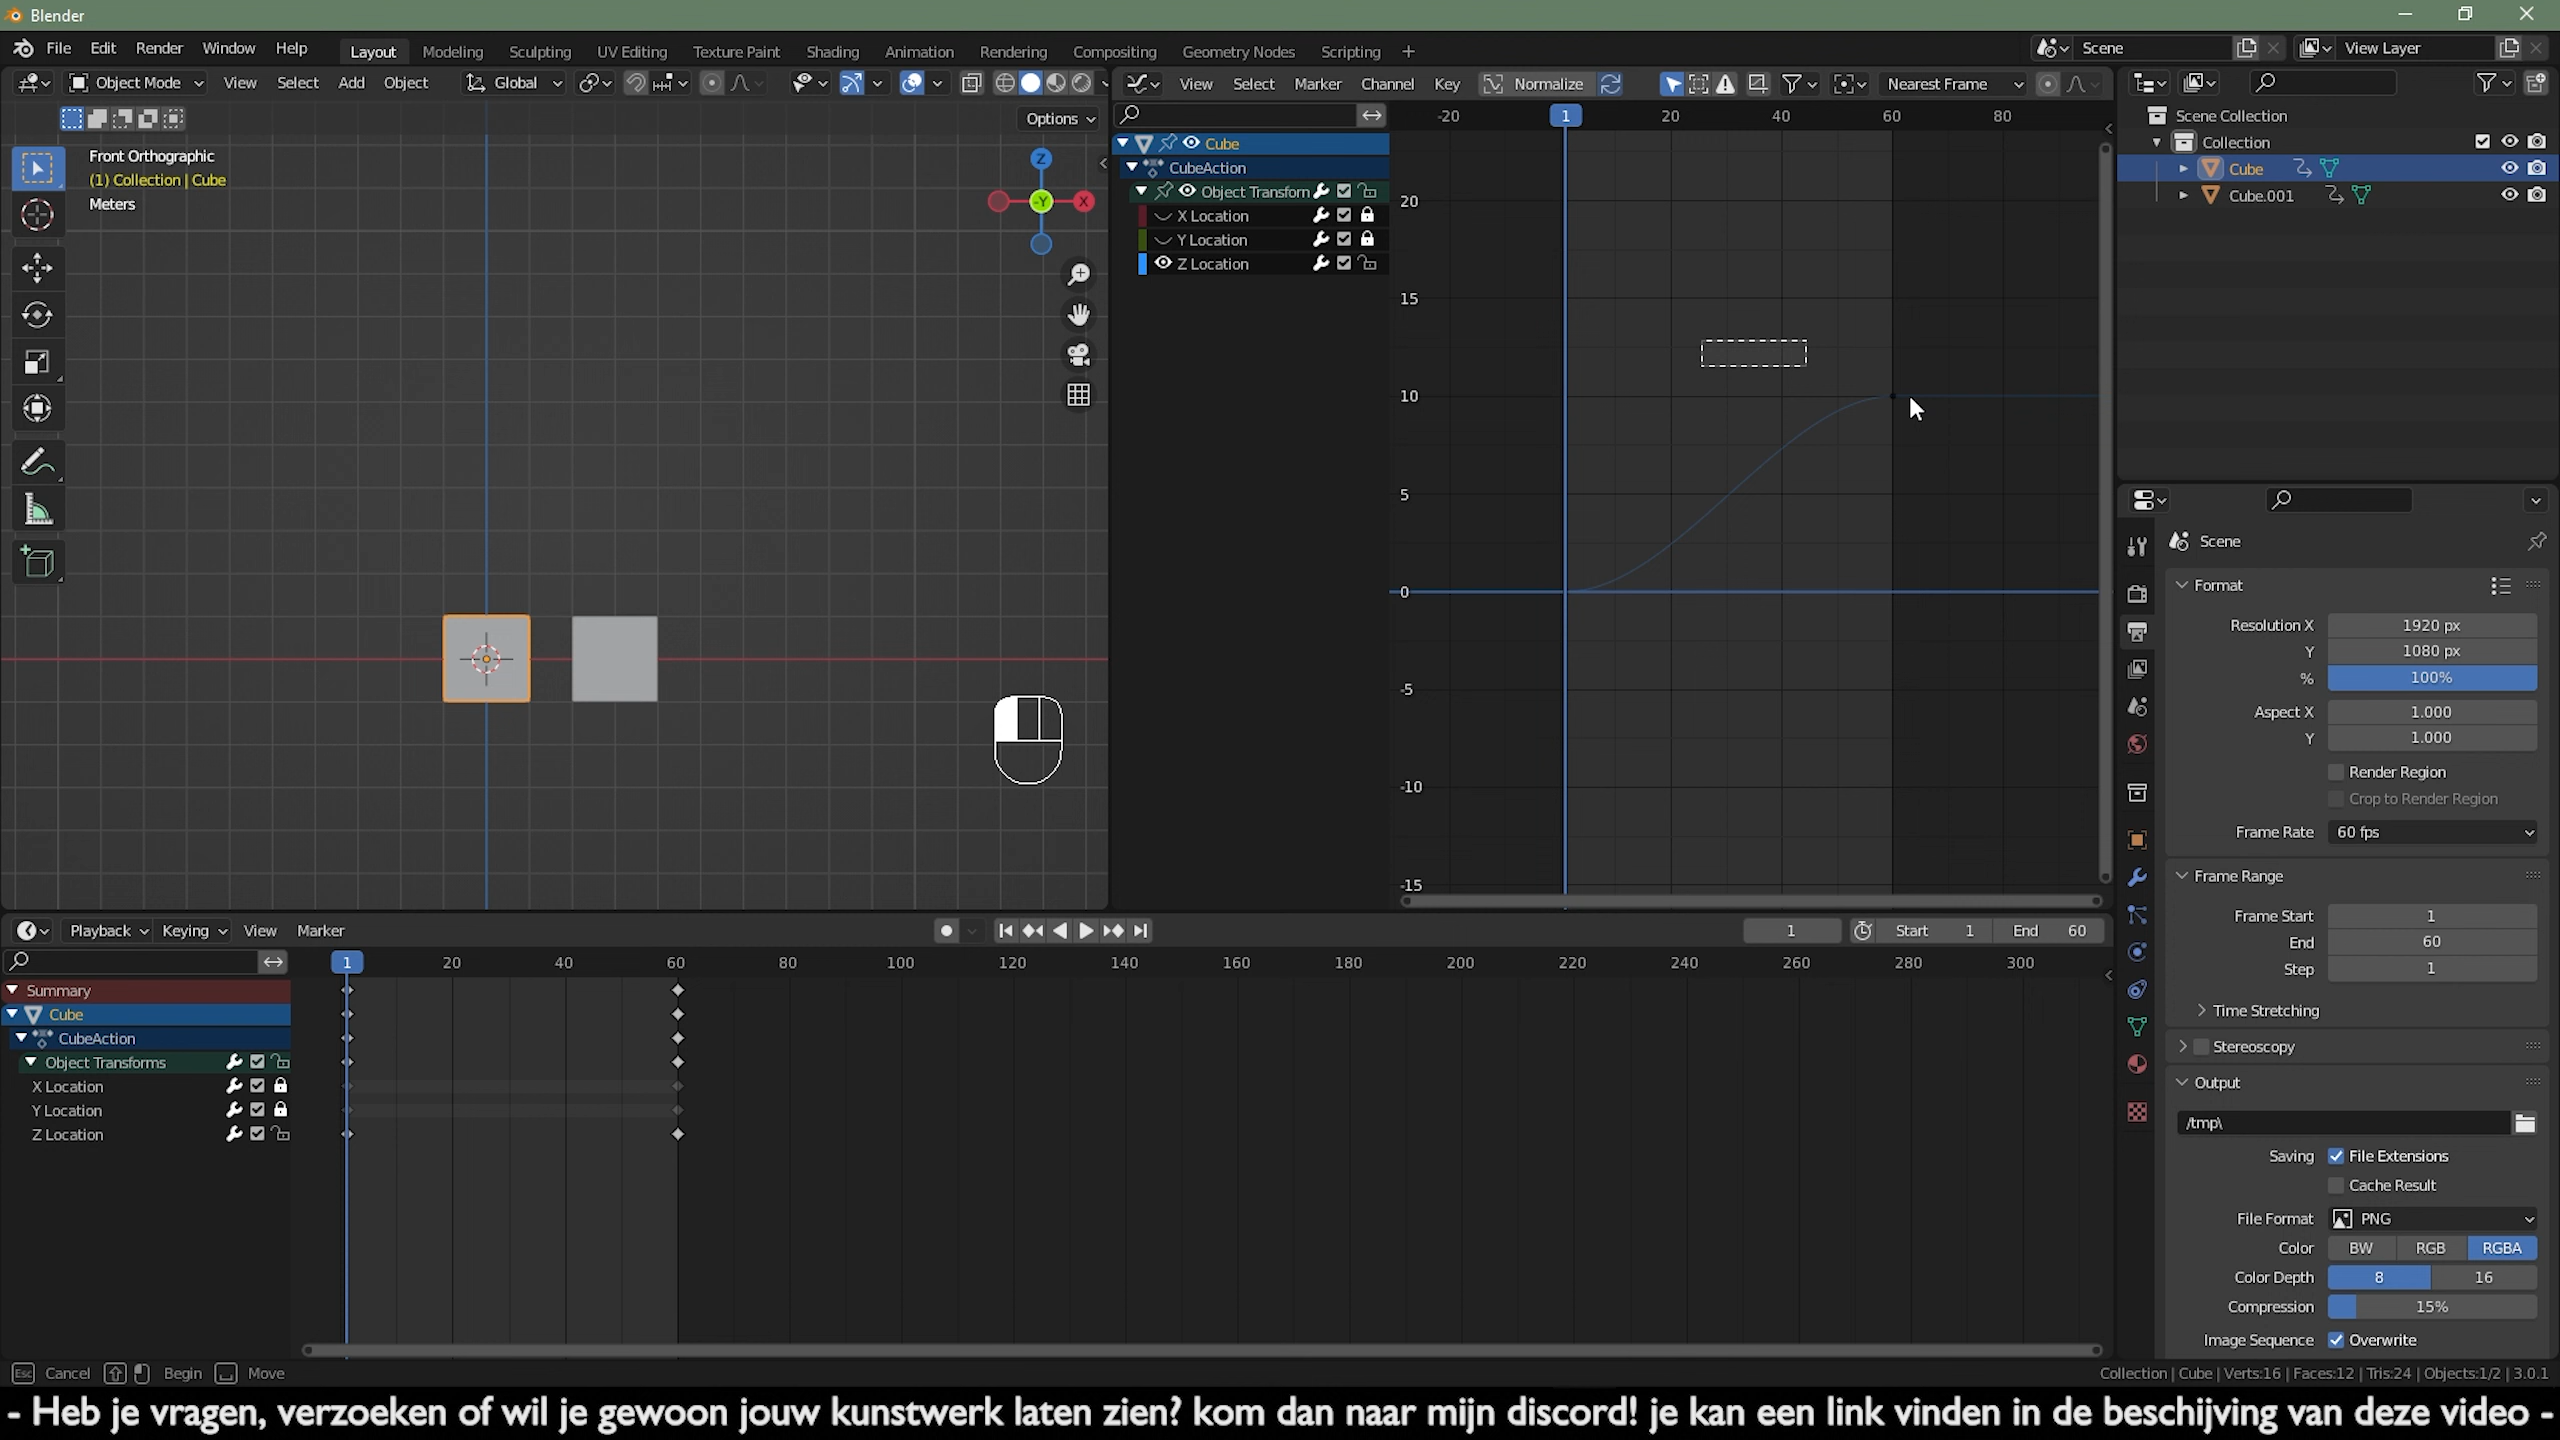 Blender
File Edit Render Window Help Layout Modeling Sculpting UV Editing Texture Paint Shading Animation Rendering Compositing Geometry Nodes Scripting + Scene View Layer
Object Mode View Select Add Object Global View Select Marker Channel Key Normalize Nearest Frame
Options
-20 1 20 40 60 80
Front Orthographic
(1) Collection | Cube
Meters
Z
-Y
X
Cube
CubeAction
Object Transform
X Location
Y Location
Z Location
20
15
10
5
0
-5
-10
-15
Scene Collection
Collection
Cube
Cube.001
Scene
Format
Resolution X 1920 px
Y 1080 px
% 100%
Aspect X 1.000
Y 1.000
Render Region
Crop to Render Region
Frame Rate 60 fps
Frame Range
Frame Start 1
End 60
Step 1
Time Stretching
Stereoscopy
Output
/tmp\
Saving File Extensions
Cache Result
File Format PNG
Color BW RGB RGBA
Color Depth 8 16
Compression 15%
Image Sequence Overwrite
Playback Keying View Marker 1 Start 1 End 60
1 20 40 60 80 100 120 140 160 180 200 220 240 260 280 300
Summary
Cube
CubeAction
Object Transforms
X Location
Y Location
Z Location
Esc Cancel Begin Move Collection | Cube | Verts:16 | Faces:12 | Tris:24 | Objects:1/2 | 3.0.1
- Heb je vragen, verzoeken of wil je gewoon jouw kunstwerk laten zien? kom dan naar mijn discord! je kan een link vinden in de beschijving van deze video -